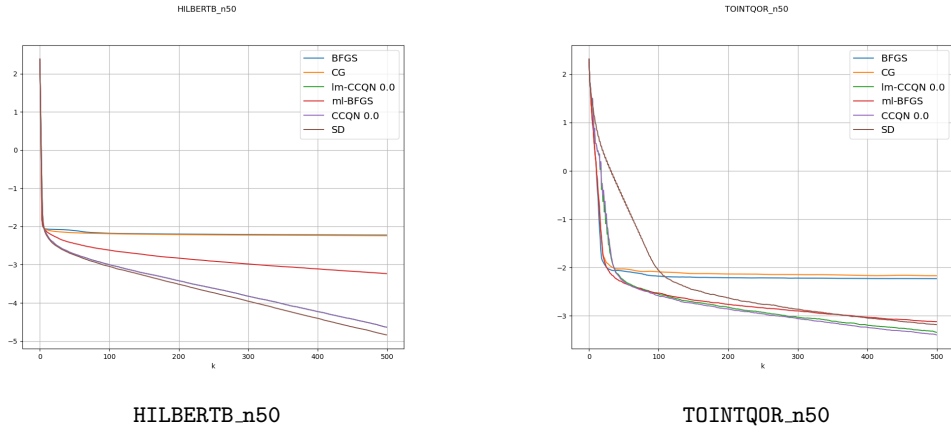 HILBERTB_n50
2
1
0
−1
−2
−3
−4
−5
0
100
200
300
400
500
k
BFGS
CG
lm-CCQN 0.0
ml-BFGS
CCQN 0.0
SD
HILBERTB_n50
TOINTQOR_n50
2
1
0
−1
−2
−3
0
100
200
300
400
500
k
BFGS
CG
lm-CCQN 0.0
ml-BFGS
CCQN 0.0
SD
TOINTQOR_n50